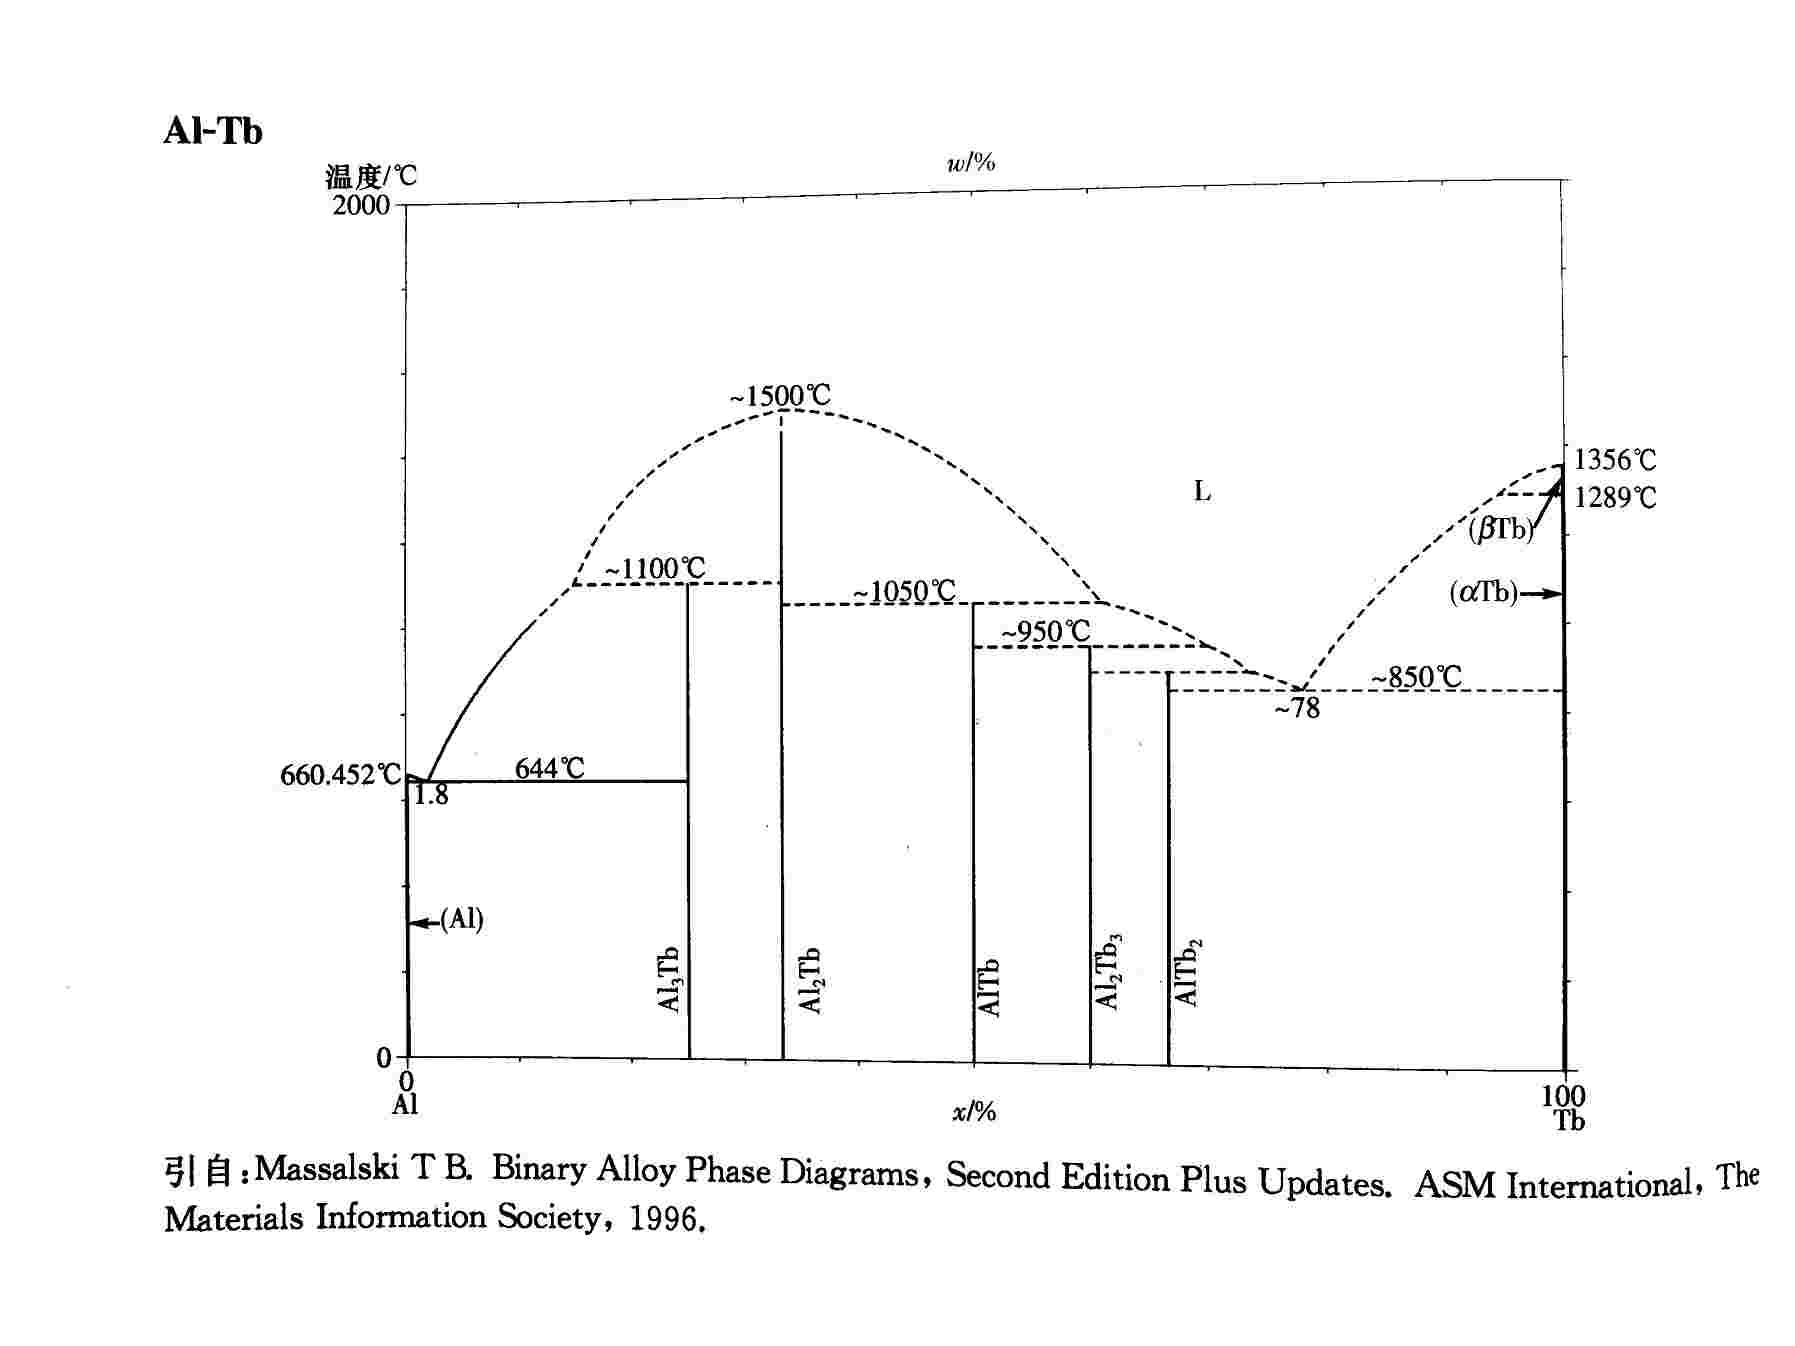 Al-Tb
w/%
温度/℃
2000
~1500℃
1356℃
L
1289℃
(βTb)
~1100℃
~1050℃
(αTb)
~950℃
~850℃
~78
660.452℃
644℃
1.8
(Al)
Al₃Tb
Al₂Tb
AlTb
Al₂Tb₃
AlTb₂
0
0
100
Al
x/%
Tb
引自:Massalski T B. Binary Alloy Phase Diagrams, Second Edition Plus Updates. ASM International, The
Materials Information Society, 1996.